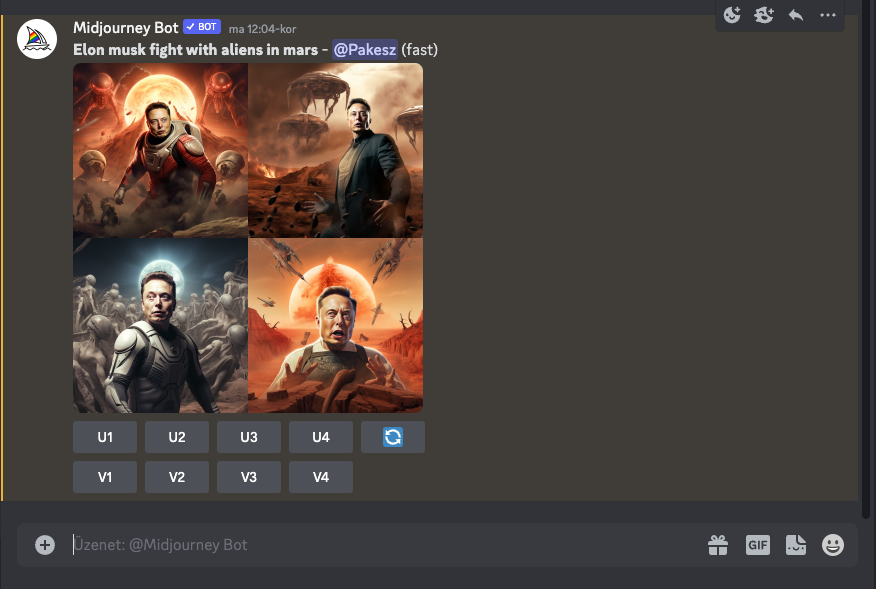 Midjourney Bot ✓ BOT ma 12:04-kor
Elon musk fight with aliens in mars - @Pakesz (fast)
U1 U2 U3 U4
V1 V2 V3 V4
Üzenet: @Midjourney Bot GIF